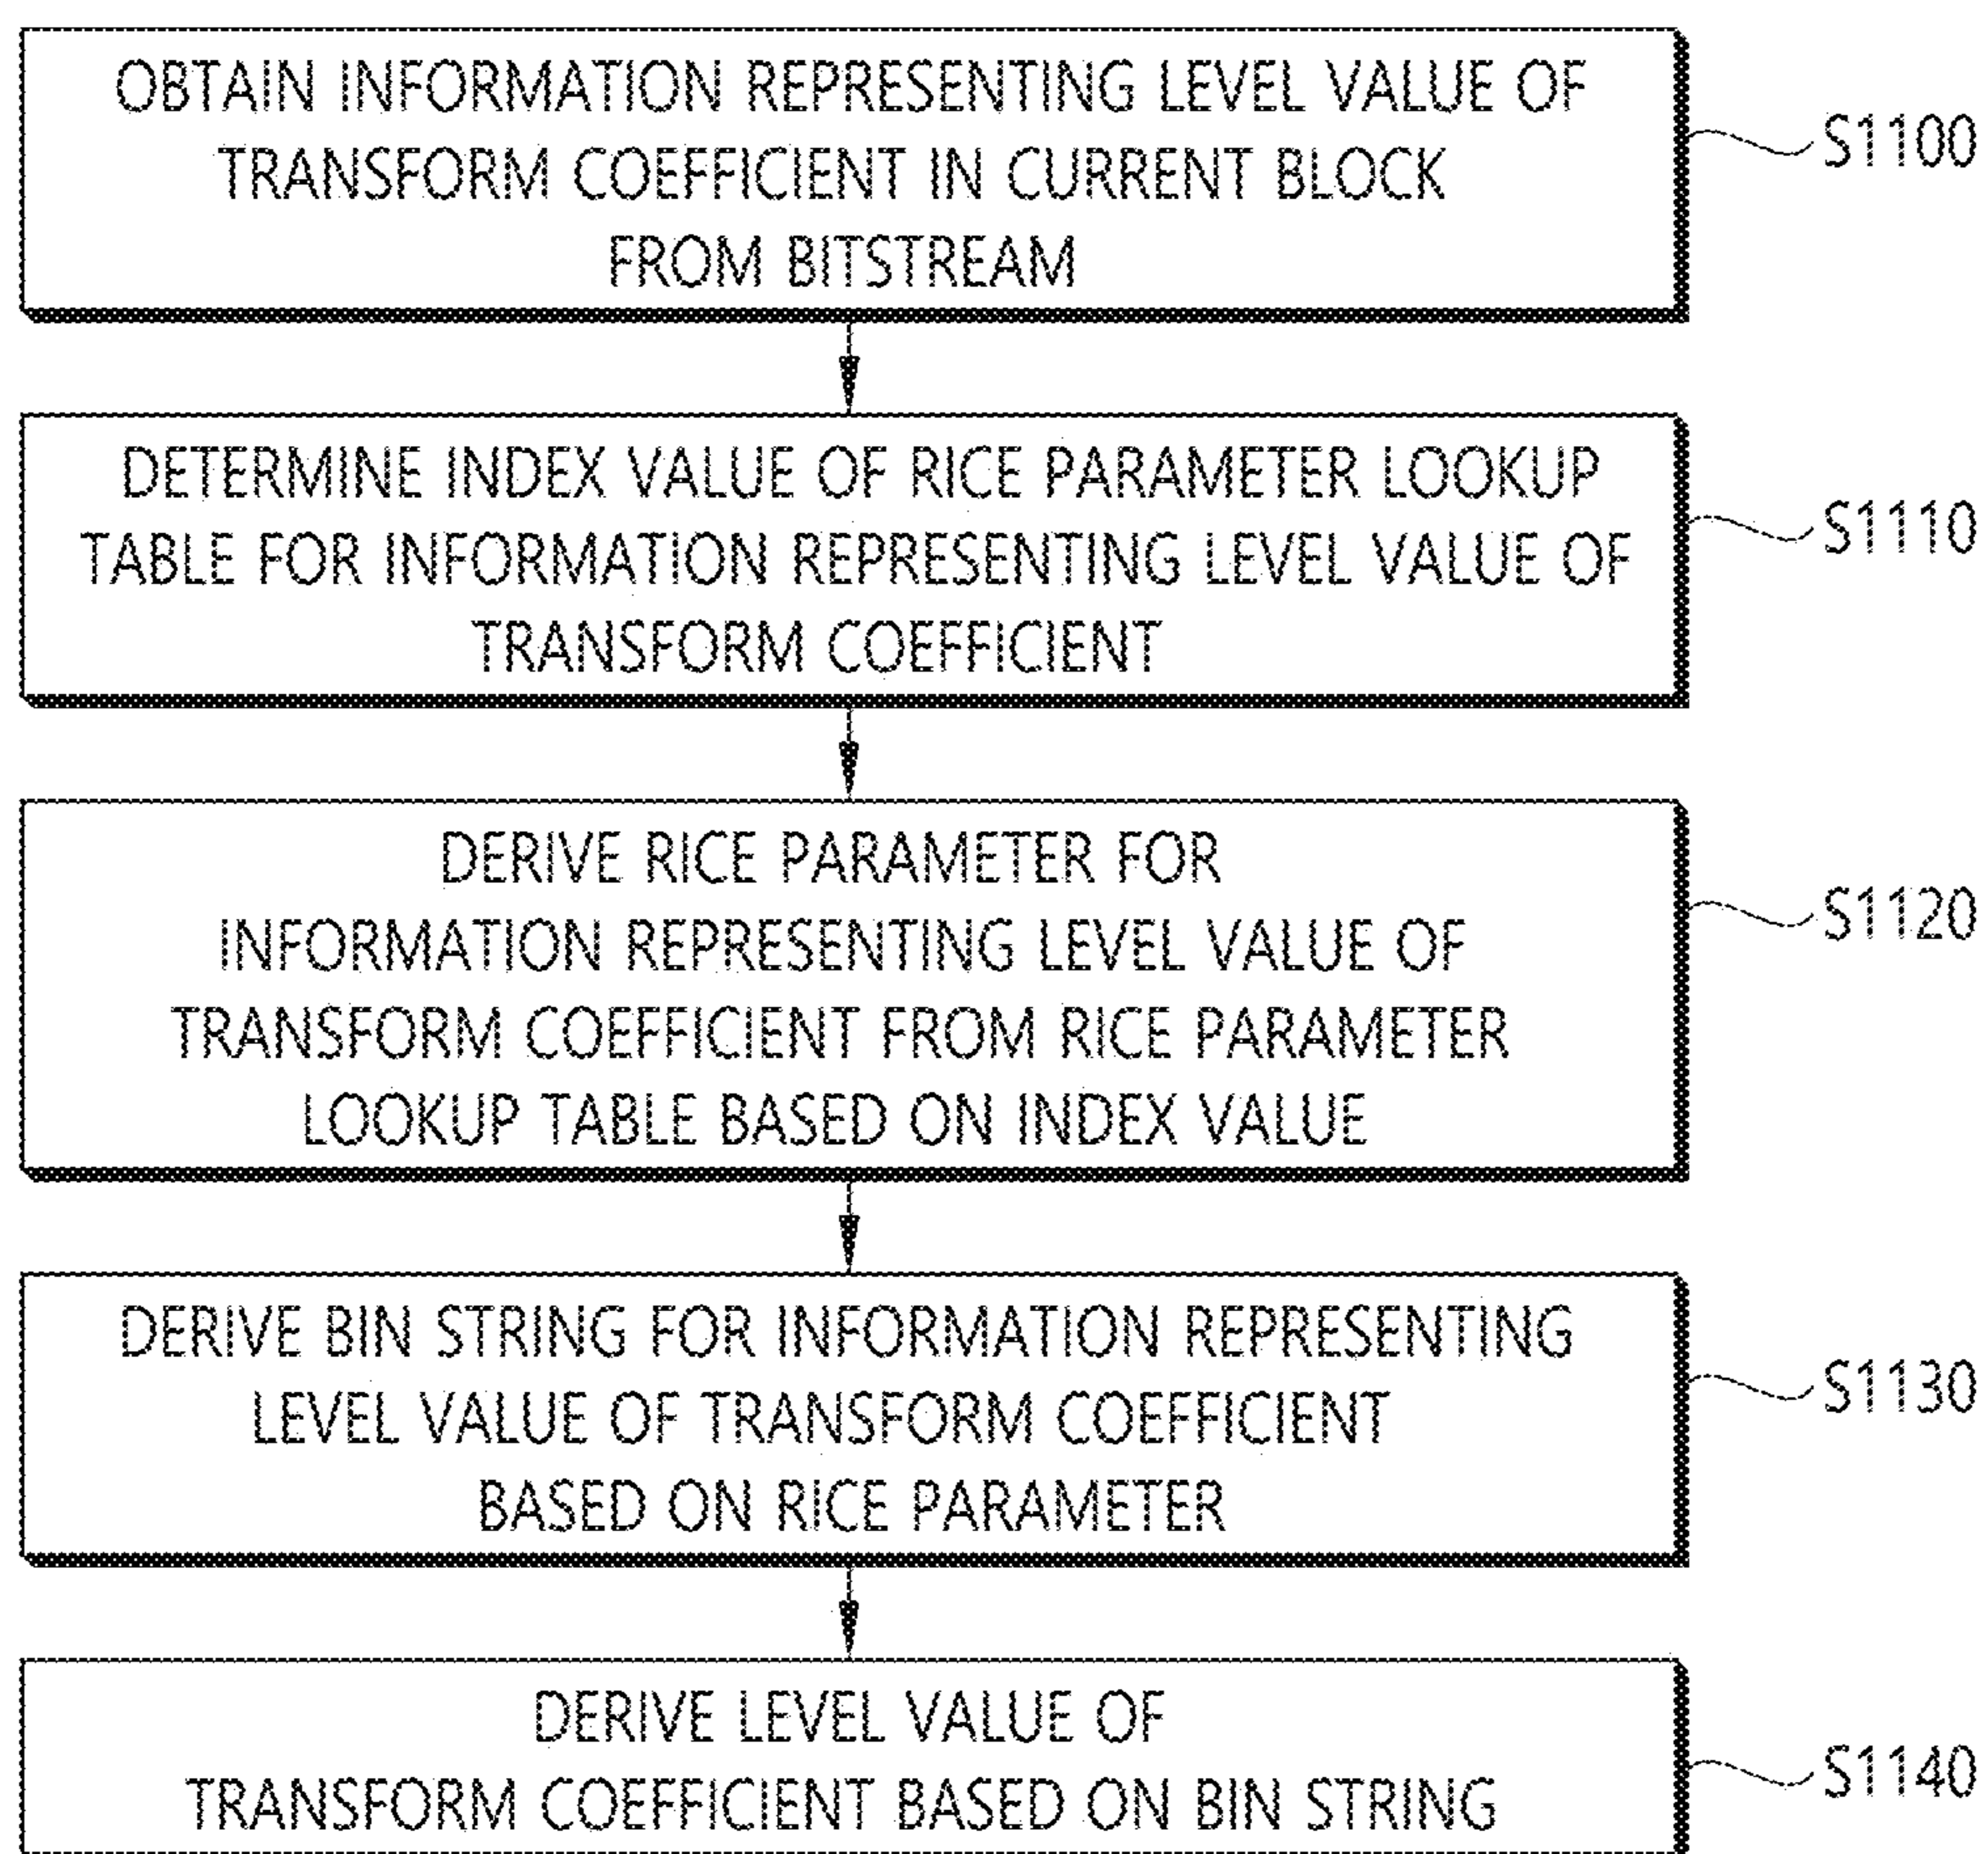 OBTAIN INFORMATION REPRESENTING LEVEL VALUE OF
TRANSFORM COEFFICIENT IN CURRENT BLOCK
FROM BITSTREAM
S1100
DETERMINE INDEX VALUE OF RICE PARAMETER LOOKUP
TABLE FOR INFORMATION REPRESENTING LEVEL VALUE OF
TRANSFORM COEFFICIENT
S1110
DERIVE RICE PARAMETER FOR
INFORMATION REPRESENTING LEVEL VALUE OF
TRANSFORM COEFFICIENT FROM RICE PARAMETER
LOOKUP TABLE BASED ON INDEX VALUE
S1120
DERIVE BIN STRING FOR INFORMATION REPRESENTING
LEVEL VALUE OF TRANSFORM COEFFICIENT
BASED ON RICE PARAMETER
S1130
DERIVE LEVEL VALUE OF
TRANSFORM COEFFICIENT BASED ON BIN STRING
S1140